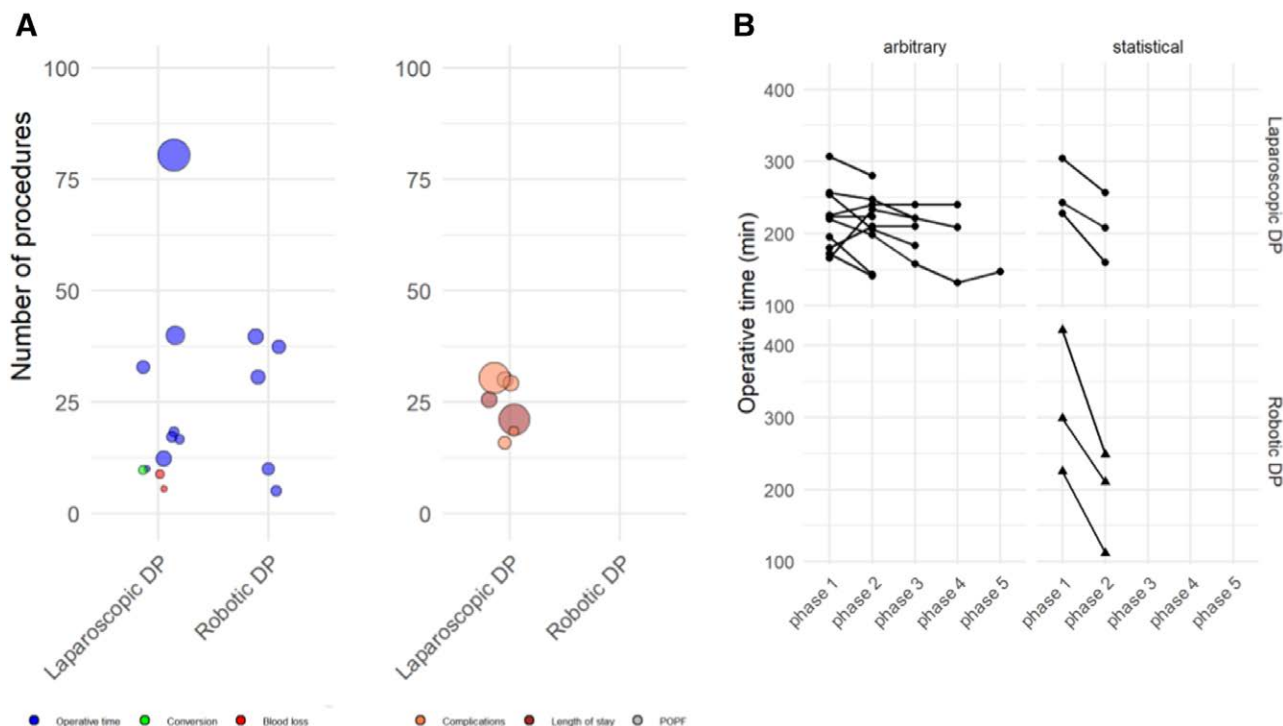 A
Number of procedures
100
75
50
25
0
Laparoscopic DP
Robotic DP
Operative time
Conversion
Blood loss
100
75
50
25
0
Laparoscopic DP
Robotic DP
Complications
Length of stay
POPF
B
arbitrary
statistical
Operative time (min)
400
300
200
100
Laparoscopic DP
400
300
200
100
Robotic DP
phase 1
phase 2
phase 3
phase 4
phase 5
phase 1
phase 2
phase 3
phase 4
phase 5